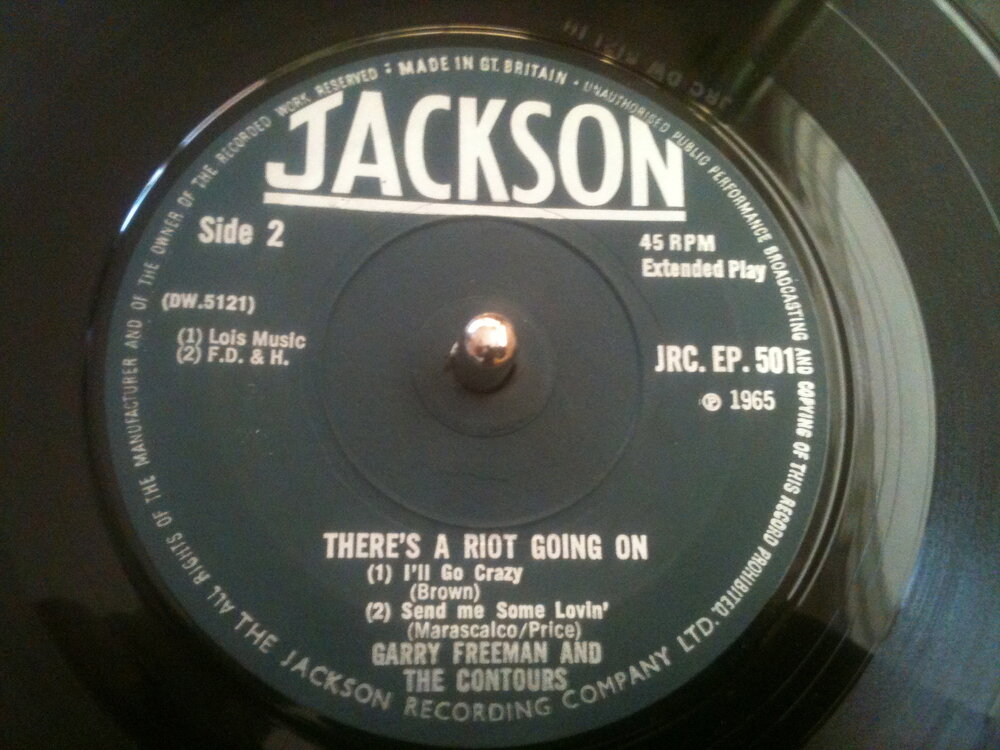 ALL RIGHTS OF THE MANUFACTURER AND OF THE OWNER OF THE RECORDED WORK RESERVED : MADE IN GT. BRITAIN · UNAUTHORISED PUBLIC PERFORMANCE BROADCASTING AND COPYING OF THIS RECORD PROHIBITED.
JACKSON
Side 2
45 RPM
Extended Play
(DW.5121)
(1) Lois Music
(2) F.D. & H.
JRC. EP. 501
℗ 1965
THERE'S A RIOT GOING ON
(1) I'll Go Crazy
(Brown)
(2) Send me Some Lovin'
(Marascalco/Price)
GARRY FREEMAN AND
THE CONTOURS
THE JACKSON RECORDING COMPANY LTD.